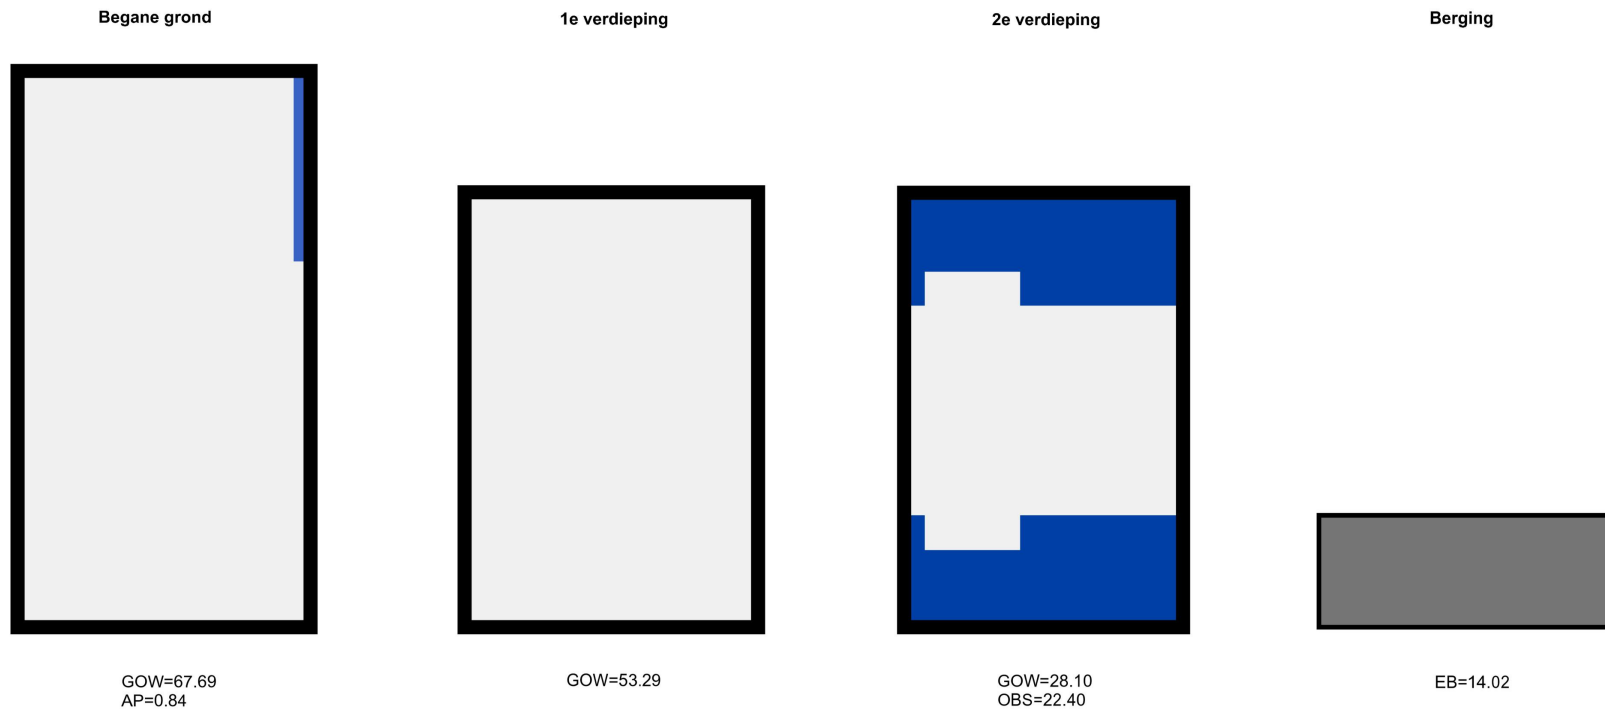 Begane grond
1e verdieping
2e verdieping
Berging
GOW=67.69
AP=0.84
GOW=53.29
GOW=28.10
OBS=22.40
EB=14.02